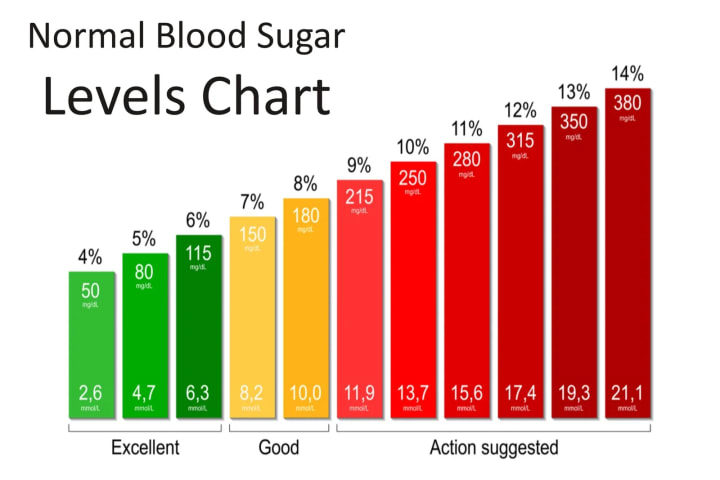 Normal Blood Sugar
Levels Chart
4%
50
mg/dL
2,6
mmol/L
5%
80
mg/dL
4,7
mmol/L
6%
115
mg/dL
6,3
mmol/L
7%
150
mg/dL
8,2
mmol/L
8%
180
mg/dL
10,0
mmol/L
9%
215
mg/dL
11,9
mmol/L
10%
250
mg/dL
13,7
mmol/L
11%
280
mg/dL
15,6
mmol/L
12%
315
mg/dL
17,4
mmol/L
13%
350
mg/dL
19,3
mmol/L
14%
380
mg/dL
21,1
mmol/L
Excellent
Good
Action suggested